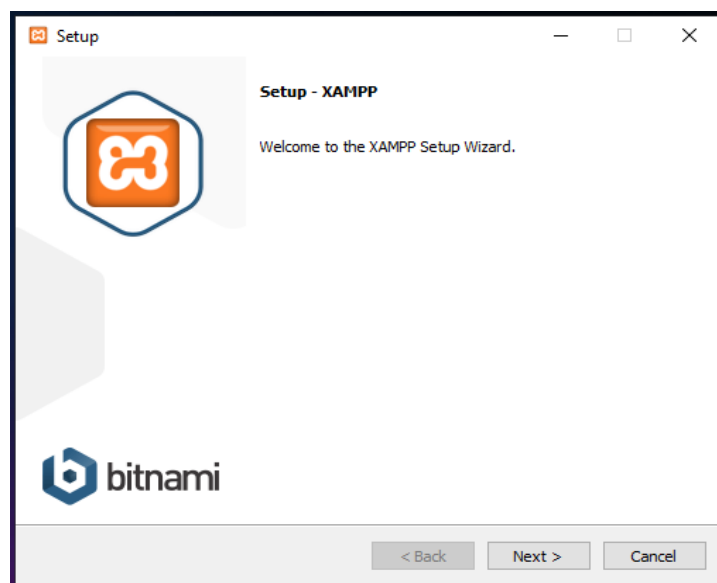 Setup
Setup - XAMPP
Welcome to the XAMPP Setup Wizard.
bitnami
< Back
Next >
Cancel